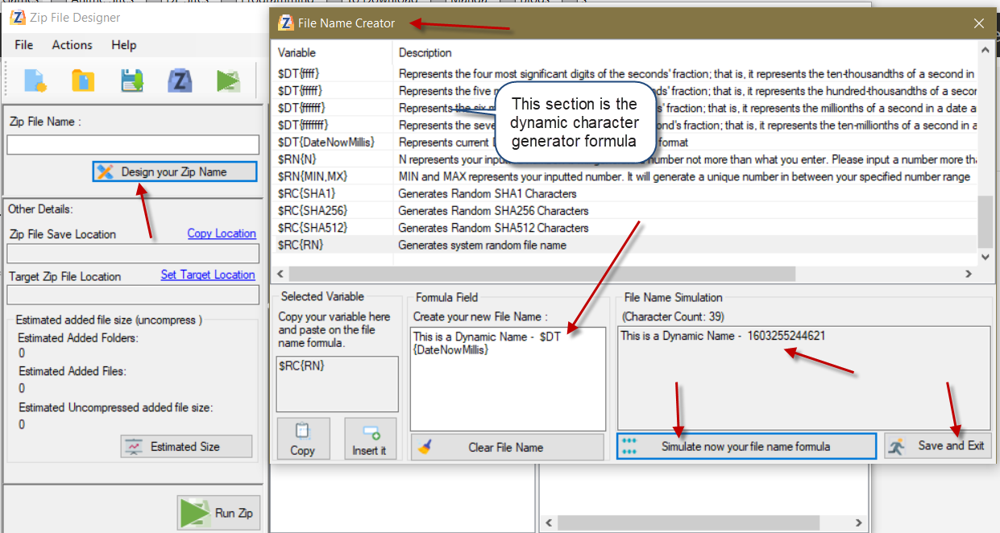 Zip File Designer
File Actions Help
Zip File Name :
Design your Zip Name
Other Details:
Zip File Save Location Copy Location
Target Zip File Location Set Target Location
Estimated added file size (uncompress )
Estimated Added Folders:
0
Estimated Added Files:
0
Estimated Uncompressed added file size:
0
Estimated Size
Run Zip
File Name Creator
Variable Description
$DT{ffff} Represents the four most significant digits of the seconds' fraction; that is, it represents the ten-thousandths of a second in
$DT{fffff} Represents the five ds' fraction; that is, it represents the hundred-thousandths of a
$DT{ffffff} Represents the six s' fraction; that is, it represents the millionths of a second in a date a
$DT{fffffff} Represents the ond's fraction; that is, it represents the ten-millionths of a second in a
$DT{DateNowMillis} Represents current format
$RN{N} N represents your number not more than what you enter. Please input a number more
$RN{MIN,MX} MIN and MAX represents your inputted number. It will generate a unique number in between your specified number range
$RC{SHA1} Generates Random SHA1 Characters
$RC{SHA256} Generates Random SHA256 Characters
$RC{SHA512} Generates Random SHA512 Characters
$RC{RN} Generates system random file name
This section is the
dynamic character
generator formula
Selected Variable
Copy your variable here
and paste on the file
name formula.
$RC{RN}
Copy Insert it
Formula Field
Create your new File Name :
This is a Dynamic Name - $DT
{DateNowMillis}
Clear File Name
File Name Simulation
(Character Count: 39)
This is a Dynamic Name - 1603255244621
Simulate now your file name formula
Save and Exit